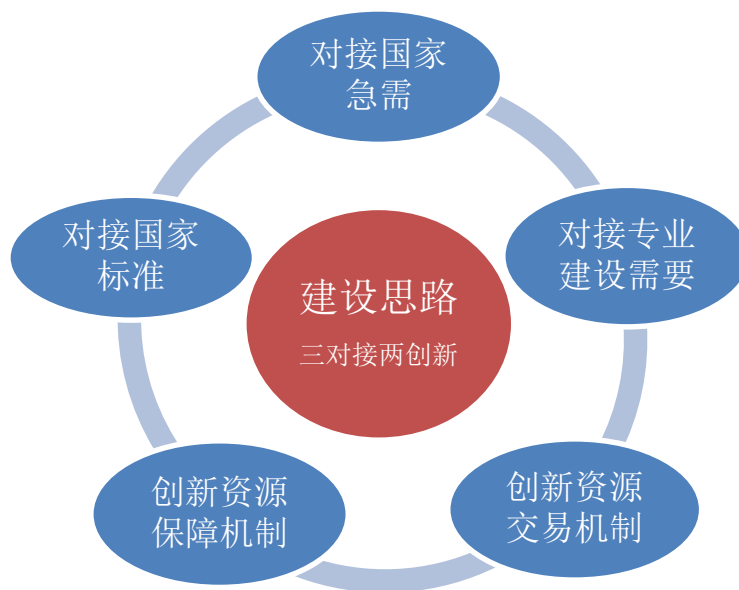 对接国家
急需
对接国家
标准
对接专业
建设需要
建设思路
三对接两创新
创新资源
保障机制
创新资源
交易机制